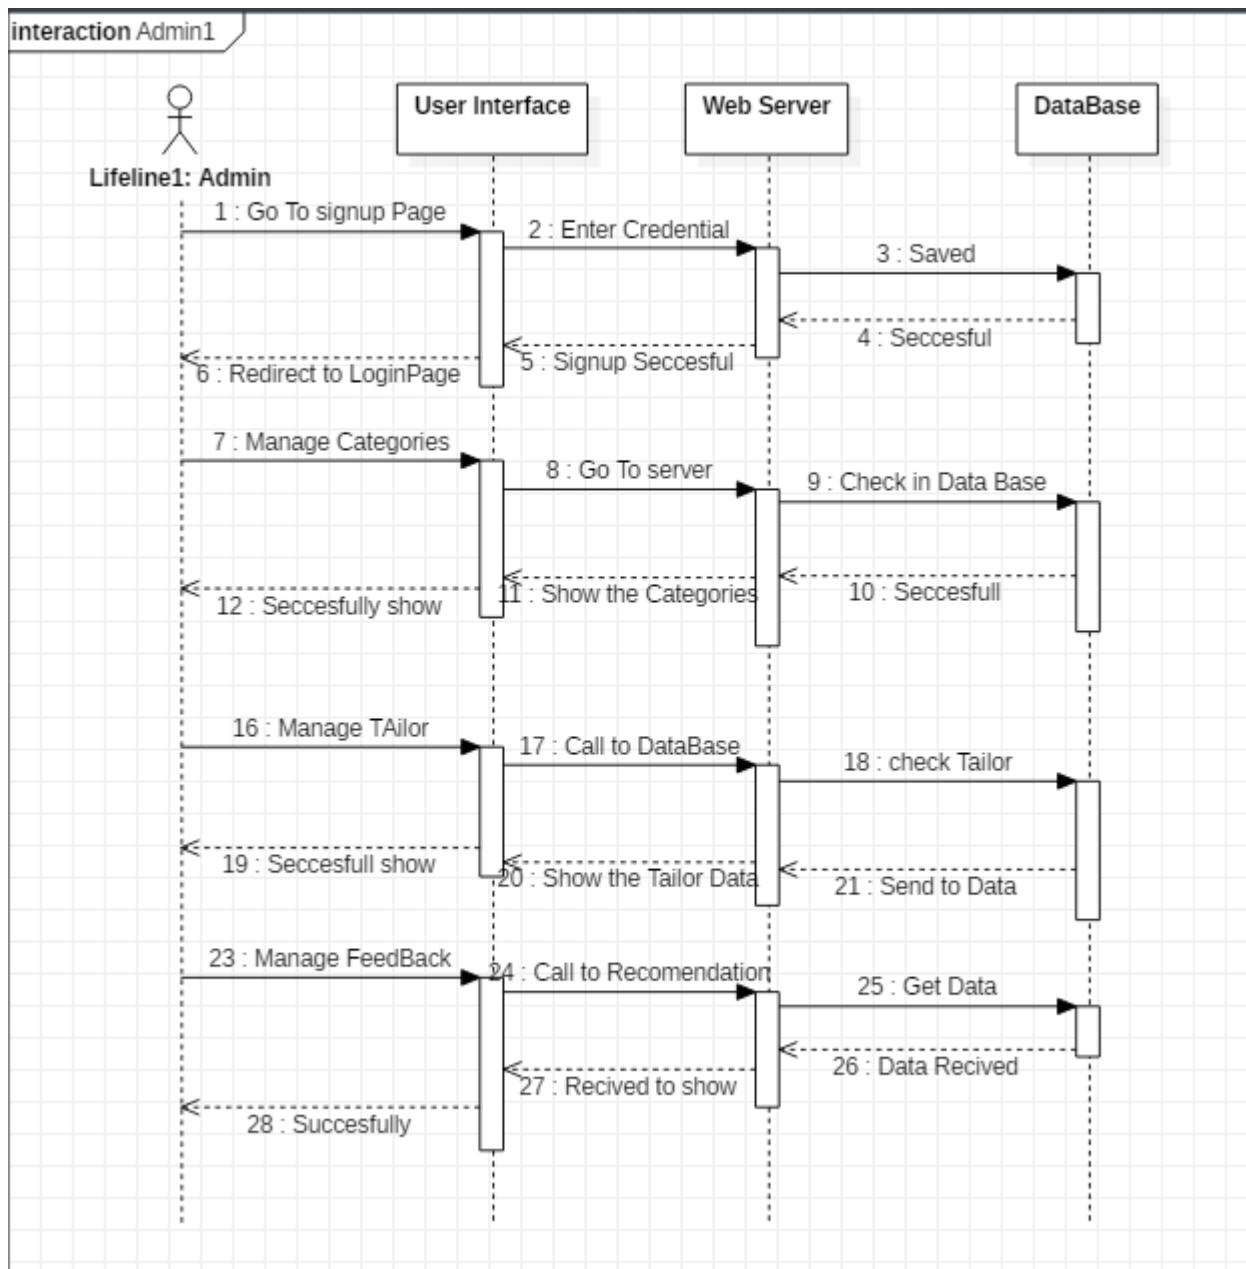 interaction Admin1
User Interface
Web Server
DataBase
Lifeline1: Admin
1 : Go To signup Page
2 : Enter Credential
3 : Saved
4 : Seccesful
5 : Signup Seccesful
6 : Redirect to LoginPage
7 : Manage Categories
8 : Go To server
9 : Check in Data Base
10 : Seccesfull
11 : Show the Categories
12 : Seccesfully show
16 : Manage TAilor
17 : Call to DataBase
18 : check Tailor
19 : Seccesfull show
20 : Show the Tailor Data
21 : Send to Data
23 : Manage FeedBack
24 : Call to Recomendation
25 : Get Data
26 : Data Recived
27 : Recived to show
28 : Succesfully